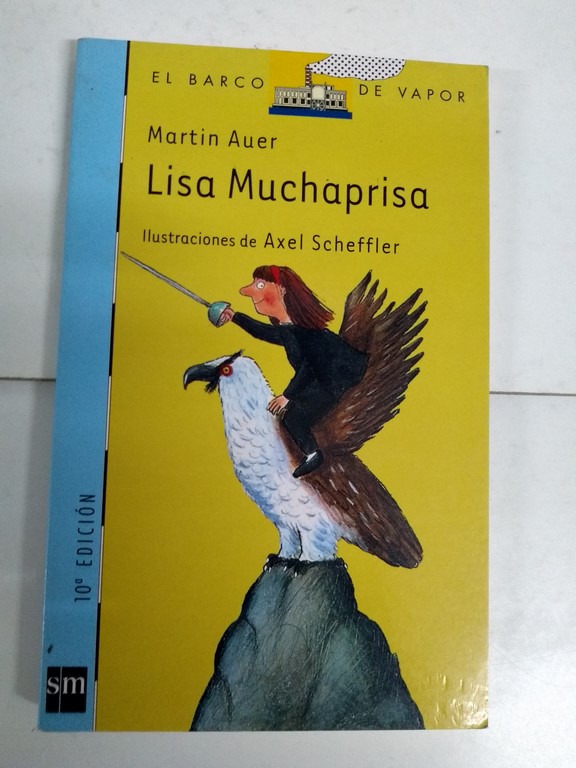 EL BARCO DE VAPOR
Martin Auer
Lisa Muchaprisa
Ilustraciones de Axel Scheffler
10ª EDICIÓN
sm